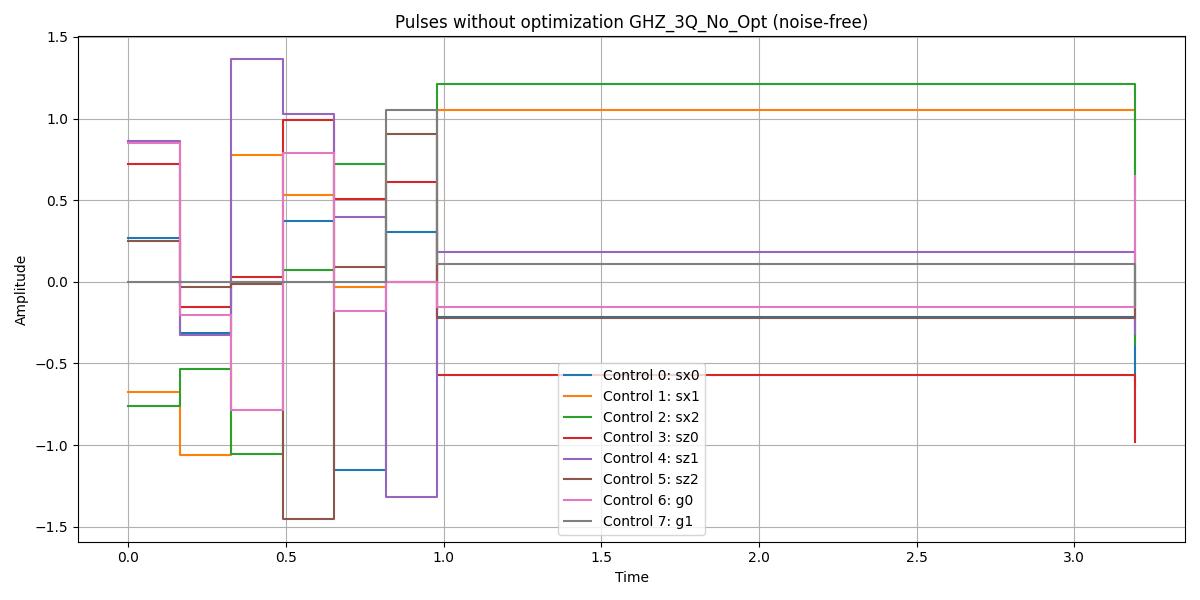 Pulses without optimization GHZ_3Q_No_Opt (noise-free)
Amplitude
1.5
1.0
0.5
0.0
−0.5
−1.0
−1.5
Control 0: sx0
Control 1: sx1
Control 2: sx2
Control 3: sz0
Control 4: sz1
Control 5: sz2
Control 6: g0
Control 7: g1
0.0 0.5 1.0 1.5 2.0 2.5 3.0
Time